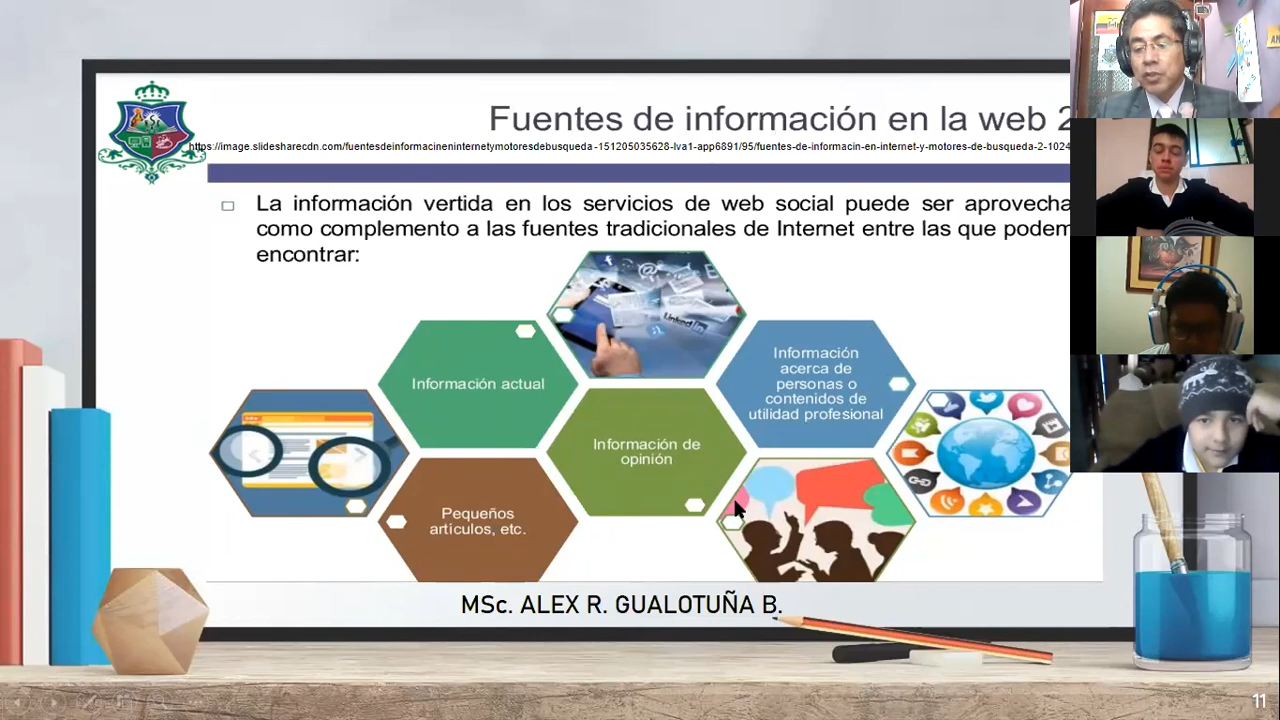 Fuentes de información en la web 2
https://image.slidesharecdn.com/fuentesdeinformacineninternetymotoresdebusqueda-151205035628-lva1-app6891/95/fuentes-de-informacin-en-internet-y-motores-de-busqueda-2-1024
La información vertida en los servicios de web social puede ser aprovecha
como complemento a las fuentes tradicionales de Internet entre las que podem
encontrar:
LinkedIn
Información
acerca de
personas o
contenidos de
utilidad profesional
Información actual
Información de
opinión
Pequeños
artículos, etc.
MSc. ALEX R. GUALOTUÑA B.
11